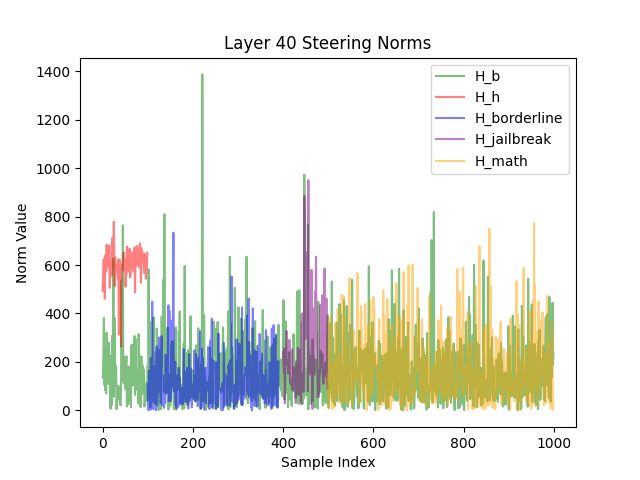 Layer 40 Steering Norms
1400
1200
1000
800
600
400
200
0
Norm Value
H_b
H_h
H_borderline
H_jailbreak
H_math
0
200
400
600
800
1000
Sample Index